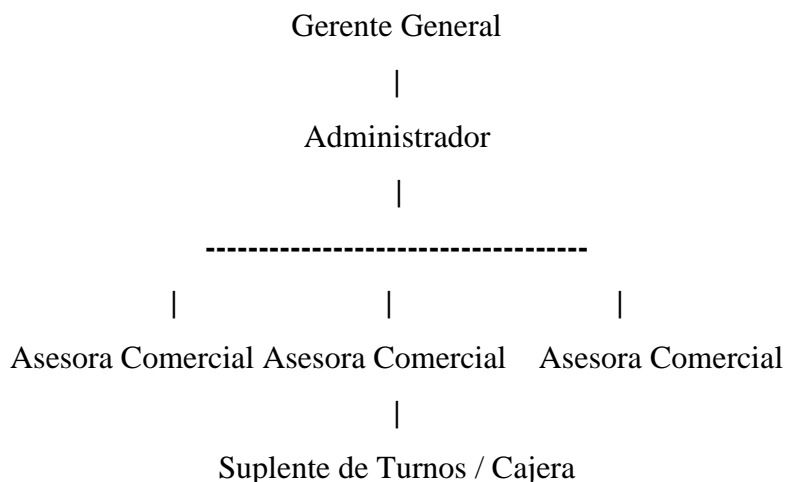 Gerente General
|
Administrador
|
------------------------------------
| | |
Asesora Comercial Asesora Comercial Asesora Comercial
|
Suplente de Turnos / Cajera